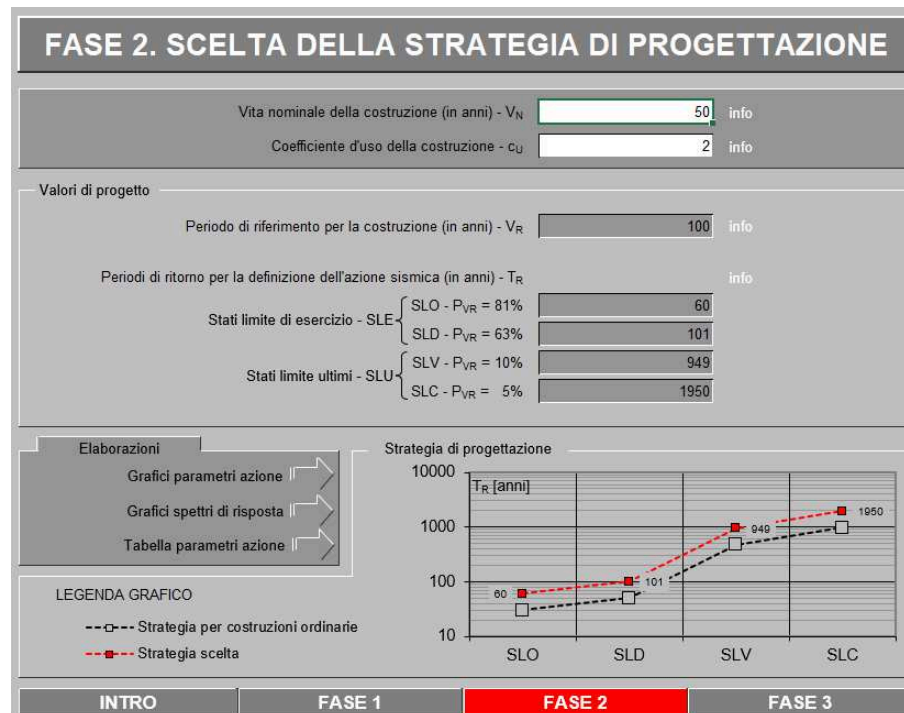 FASE 2. SCELTA DELLA STRATEGIA DI PROGETTAZIONE
Vita nominale della costruzione (in anni) - VN 50 info
Coefficiente d'uso della costruzione - cU 2 info
Valori di progetto
Periodo di riferimento per la costruzione (in anni) - VR 100 info
Periodi di ritorno per la definizione dell'azione sismica (in anni) - TR info
Stati limite di esercizio - SLE
SLO - PVR = 81% 60
SLD - PVR = 63% 101
Stati limite ultimi - SLU
SLV - PVR = 10% 949
SLC - PVR = 5% 1950
Elaborazioni
Grafici parametri azione
Grafici spettri di risposta
Tabella parametri azione
LEGENDA GRAFICO
Strategia per costruzioni ordinarie
Strategia scelta
Strategia di progettazione
TR [anni]
10000
1000
100
10
60
101
949
1950
SLO SLD SLV SLC
INTRO FASE 1 FASE 2 FASE 3